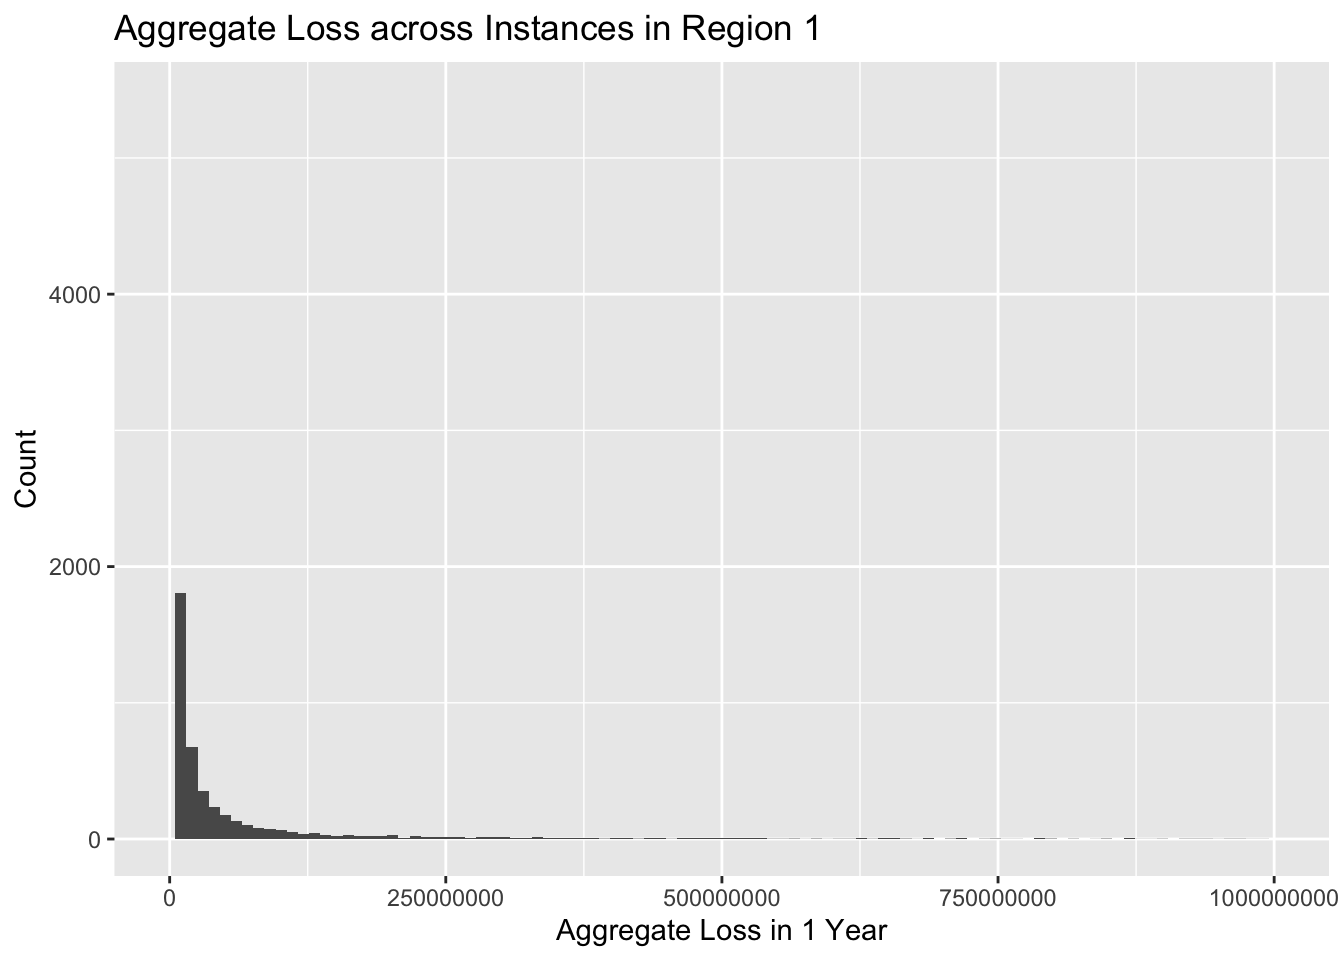 Aggregate Loss across Instances in Region 1
4000
2000
0
Count
0 250000000 500000000 750000000 1000000000
Aggregate Loss in 1 Year